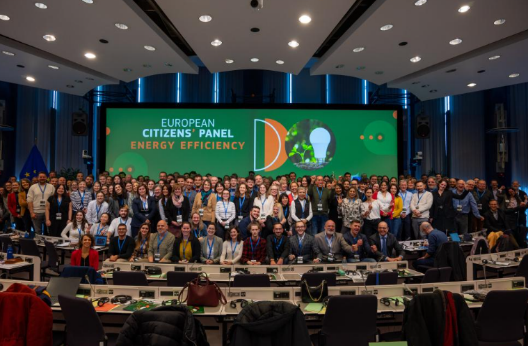 EUROPEAN
CITIZENS' PANEL
ENERGY EFFICIENCY